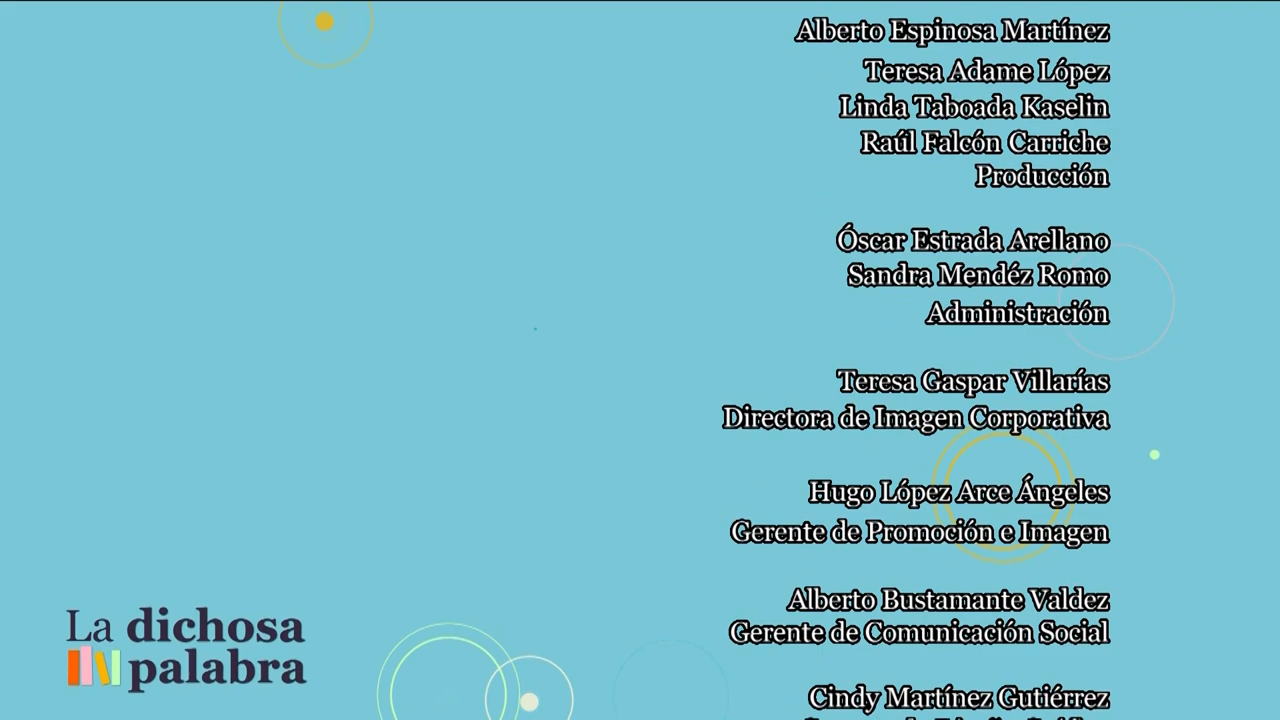 Alberto Espinosa Martínez
Teresa Adame López
Linda Taboada Kaselin
Raúl Falcón Carriche
Producción
Óscar Estrada Arellano
Sandra Mendéz Romo
Administración
Teresa Gaspar Villarías
Directora de Imagen Corporativa
Hugo López Arce Ángeles
Gerente de Promoción e Imagen
Alberto Bustamante Valdez
Gerente de Comunicación Social
Cindy Martínez Gutiérrez
La dichosa
palabra